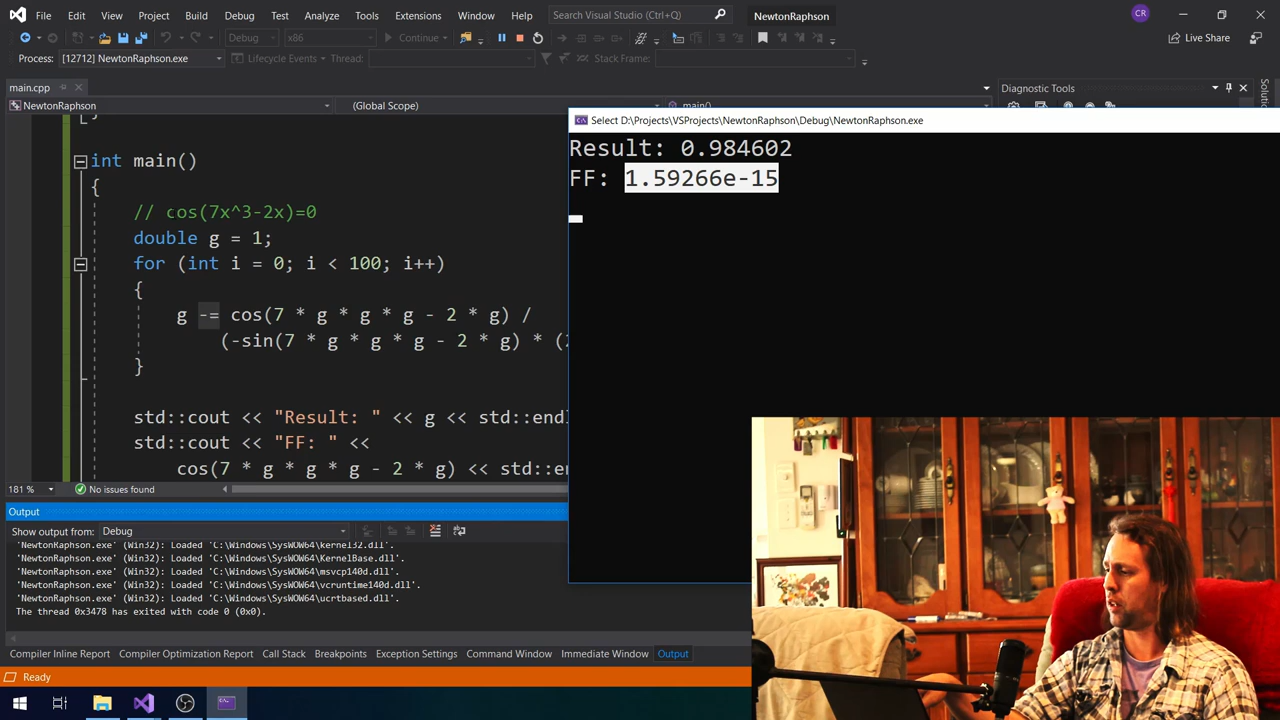 File Edit View Project Build Debug Test Analyze Tools Extensions Window Help Search Visual Studio (Ctrl+Q) NewtonRaphson CR
Debug x86 Continue Live Share
Process: [12712] NewtonRaphson.exe Lifecycle Events Thread: Stack Frame:
main.cpp Diagnostic Tools
NewtonRaphson (Global Scope) main()
Select D:\Projects\VSProjects\NewtonRaphson\Debug\NewtonRaphson.exe
Result: 0.984602
FF: 1.59266e-15
}
int main()
{
// cos(7x^3-2x)=0
double g = 1;
for (int i = 0; i < 100; i++)
{
g -= cos(7 * g * g * g - 2 * g) /
(-sin(7 * g * g * g - 2 * g) * (
}
std::cout << "Result: " << g << std::endl
std::cout << "FF: " <<
cos(7 * g * g * g - 2 * g) << std::en
181 % No issues found
Output
Show output from: Debug
'NewtonRaphson.exe' (Win32): Loaded 'C:\Windows\SysWOW64\kernel32.dll'.
'NewtonRaphson.exe' (Win32): Loaded 'C:\Windows\SysWOW64\KernelBase.dll'.
'NewtonRaphson.exe' (Win32): Loaded 'C:\Windows\SysWOW64\msvcp140d.dll'.
'NewtonRaphson.exe' (Win32): Loaded 'C:\Windows\SysWOW64\vcruntime140d.dll'.
'NewtonRaphson.exe' (Win32): Loaded 'C:\Windows\SysWOW64\ucrtbased.dll'.
The thread 0x3478 has exited with code 0 (0x0).
Compiler Inline Report Compiler Optimization Report Call Stack Breakpoints Exception Settings Command Window Immediate Window Output
Ready